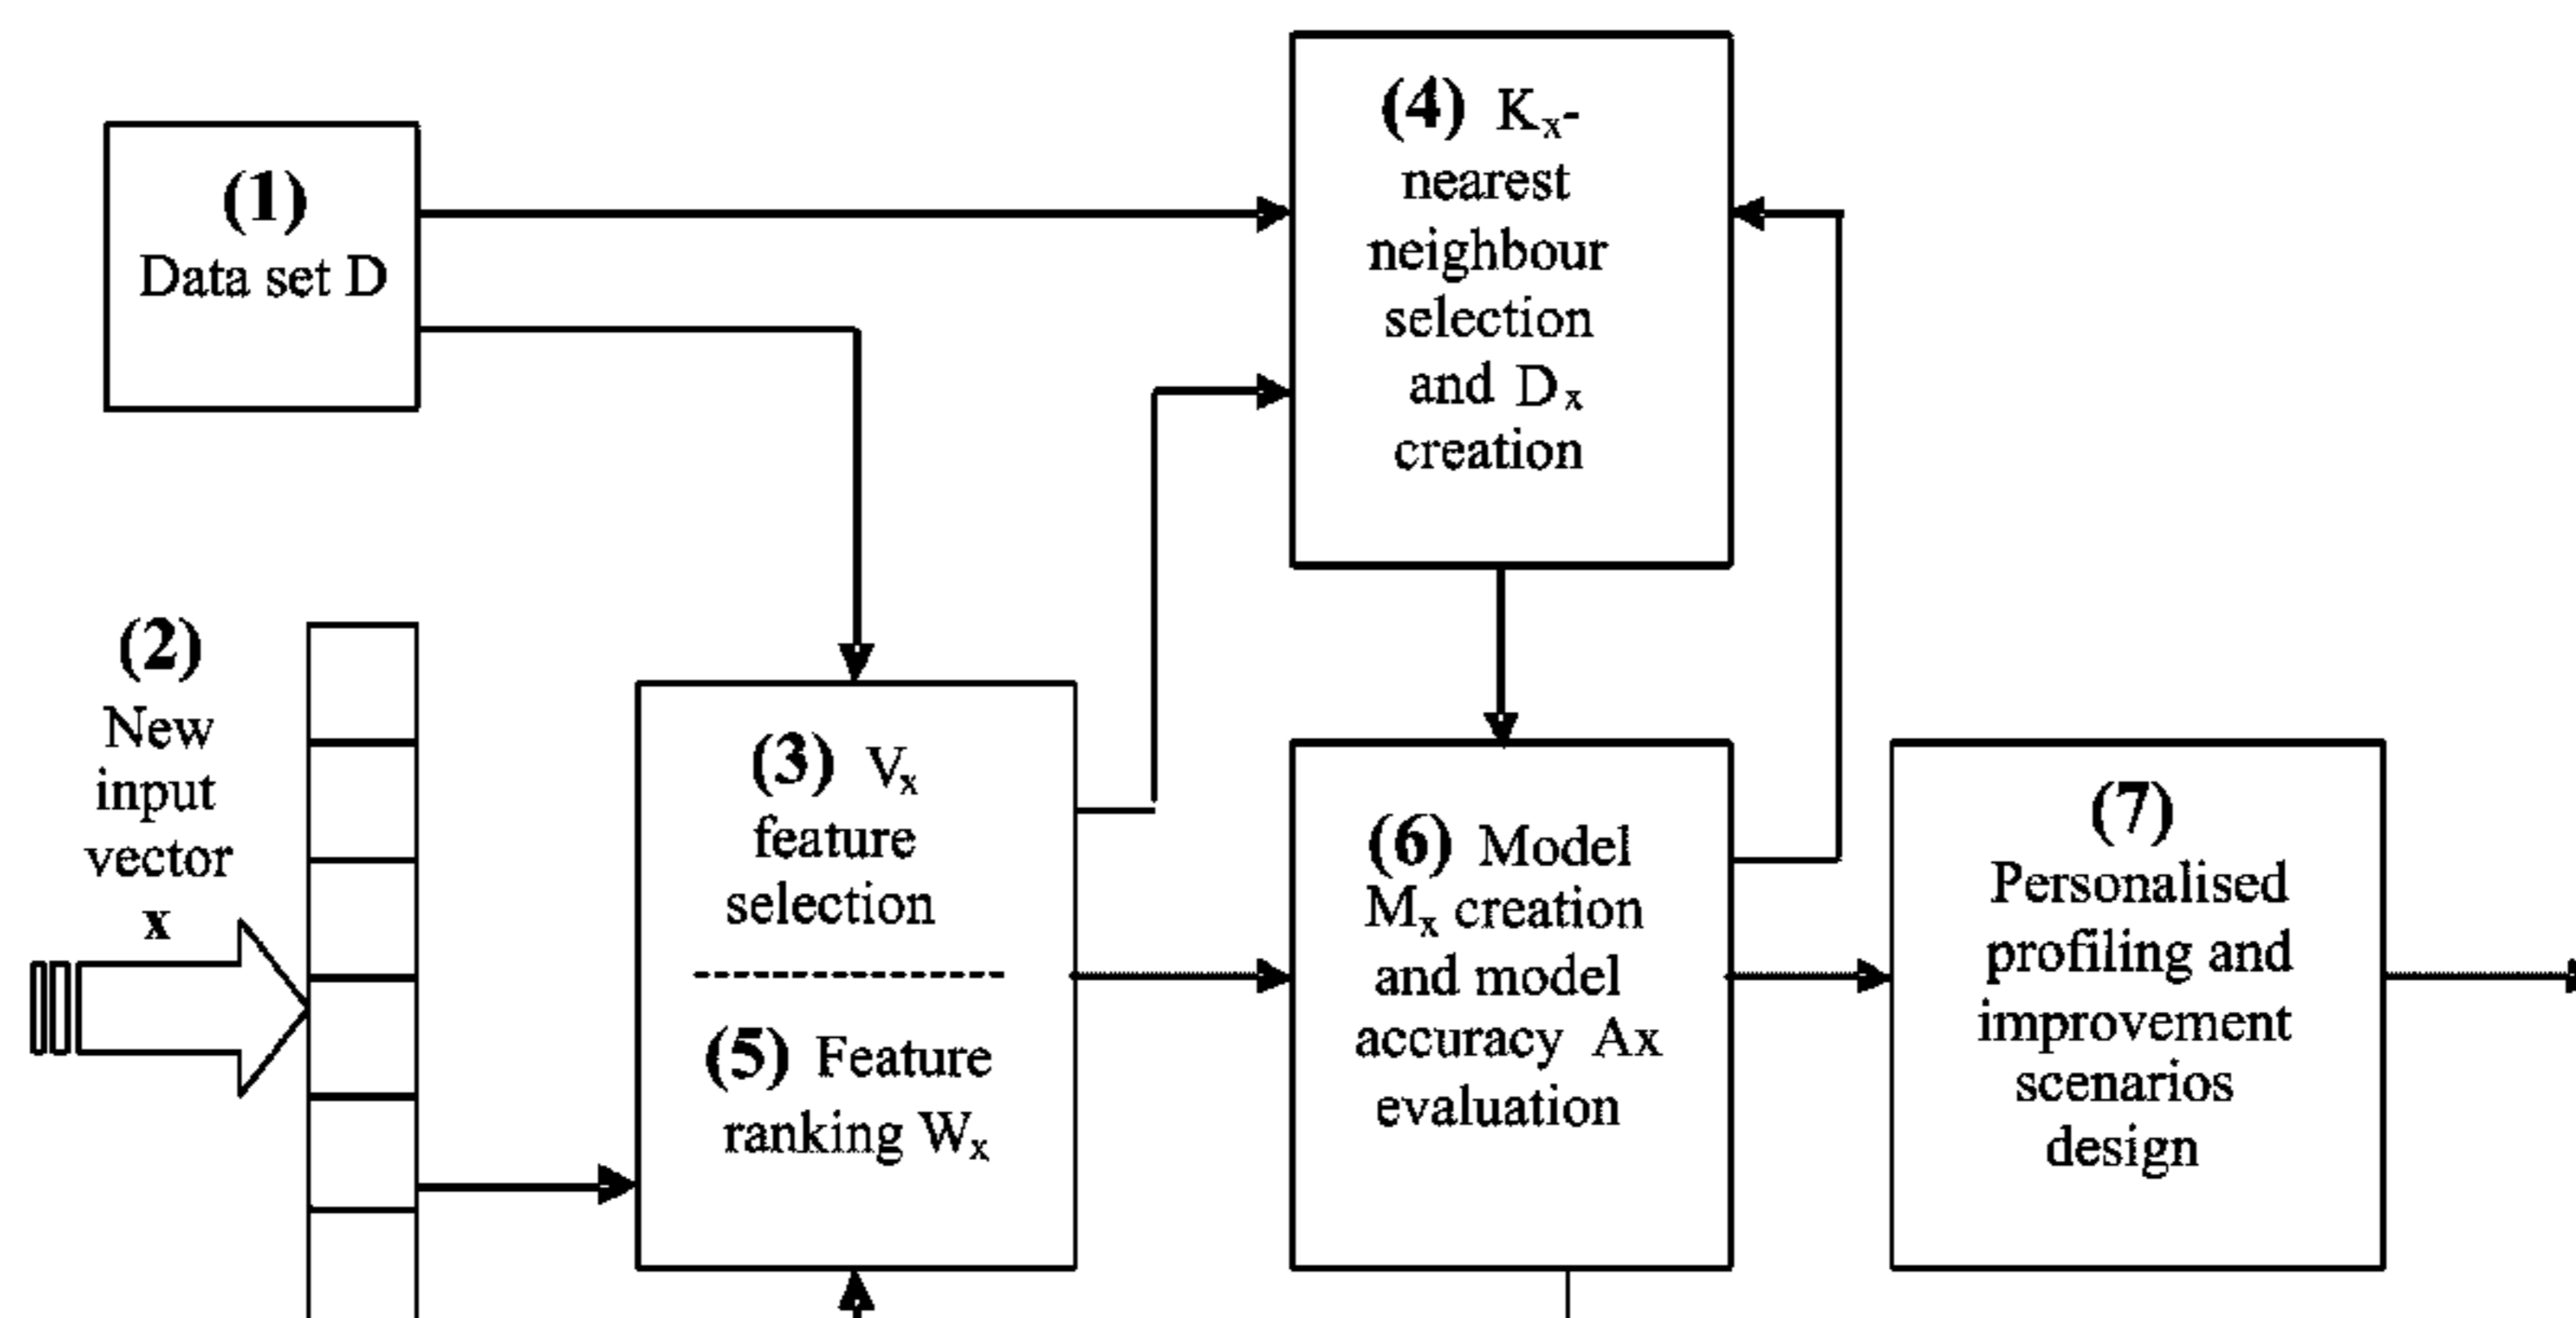 (1)
Data set D
(2)
New
input
vector
x
(3) Vx
feature
selection
(5) Feature
ranking Wx
(4) Kx-
nearest
neighbour
selection
and Dx
creation
(6) Model
Mx creation
and model
accuracy Ax
evaluation
(7)
Personalised
profiling and
improvement
scenarios
design